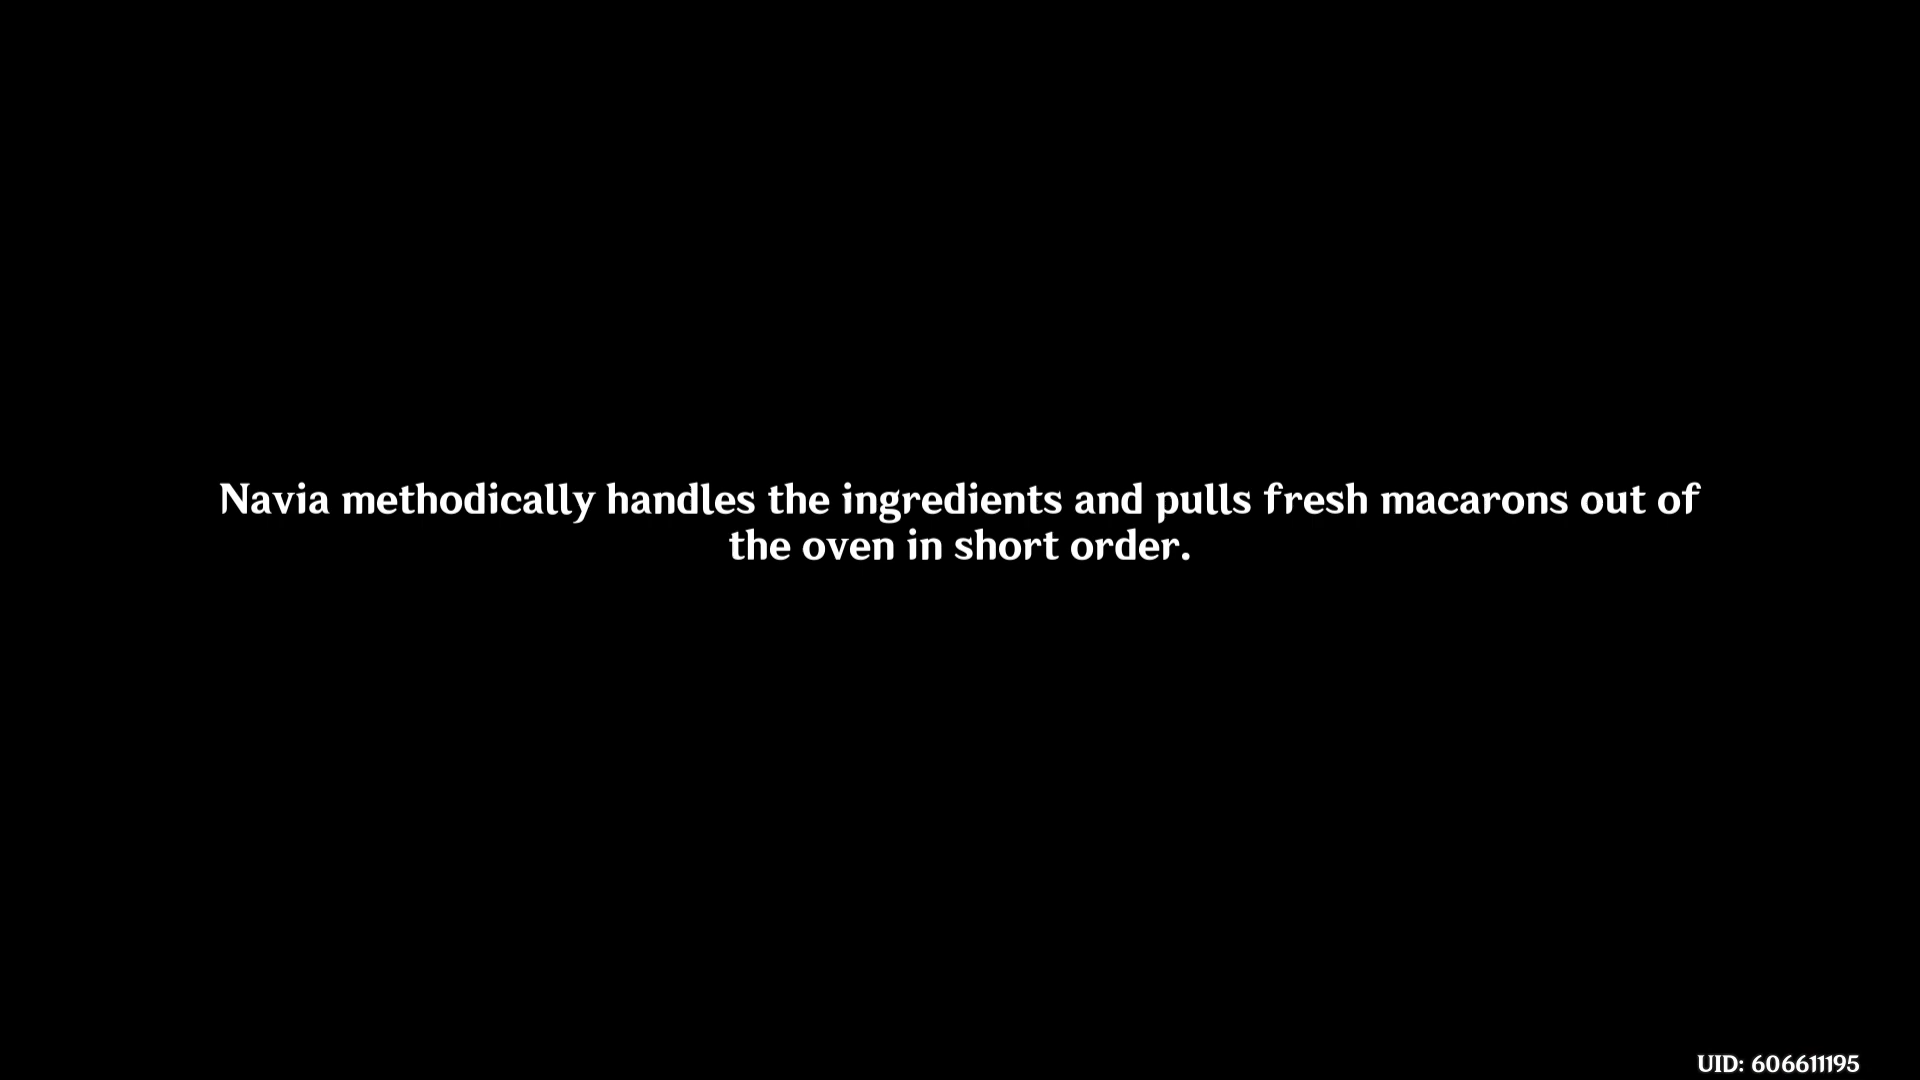 Navia methodically handles the ingredients and pulls fresh macarons out of
the oven in short order.
UID: 606611195